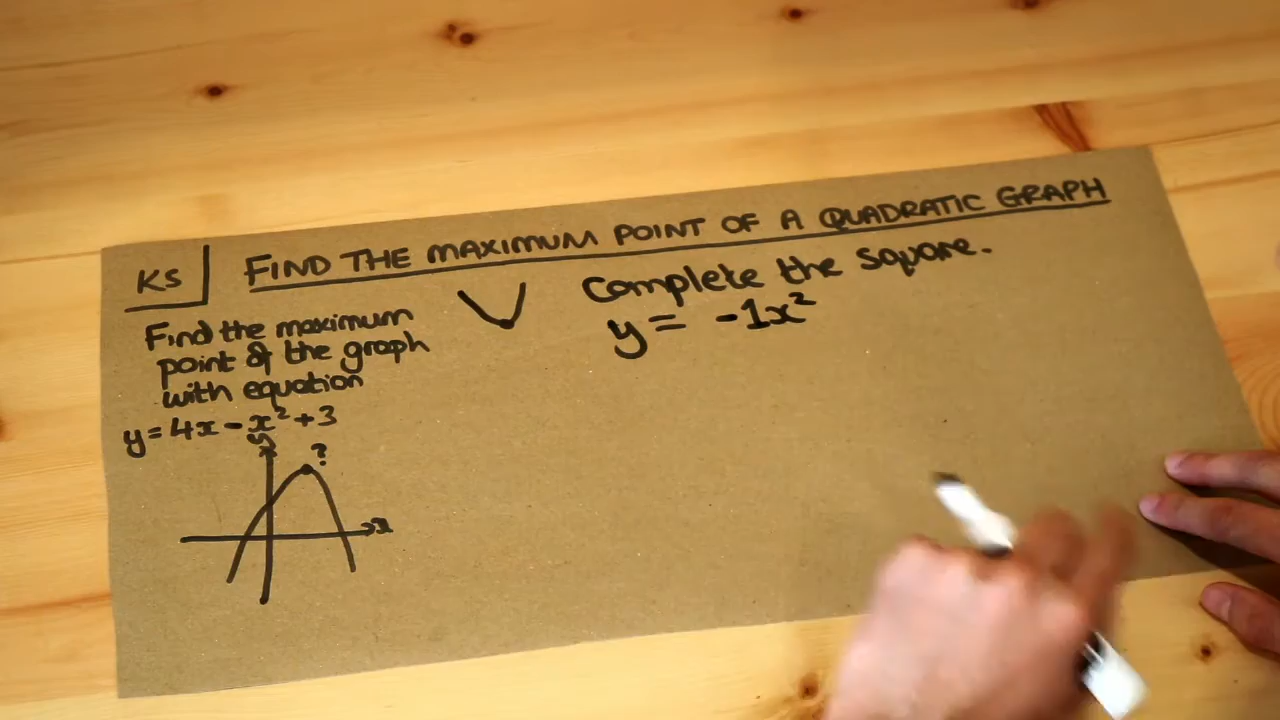 KS
FIND THE MAXIMUM POINT OF A QUADRATIC GRAPH
Find the maximum
point of the graph
with equation
y = 4x - x² + 3
y
?
x
Complete the square.
y = -1x²